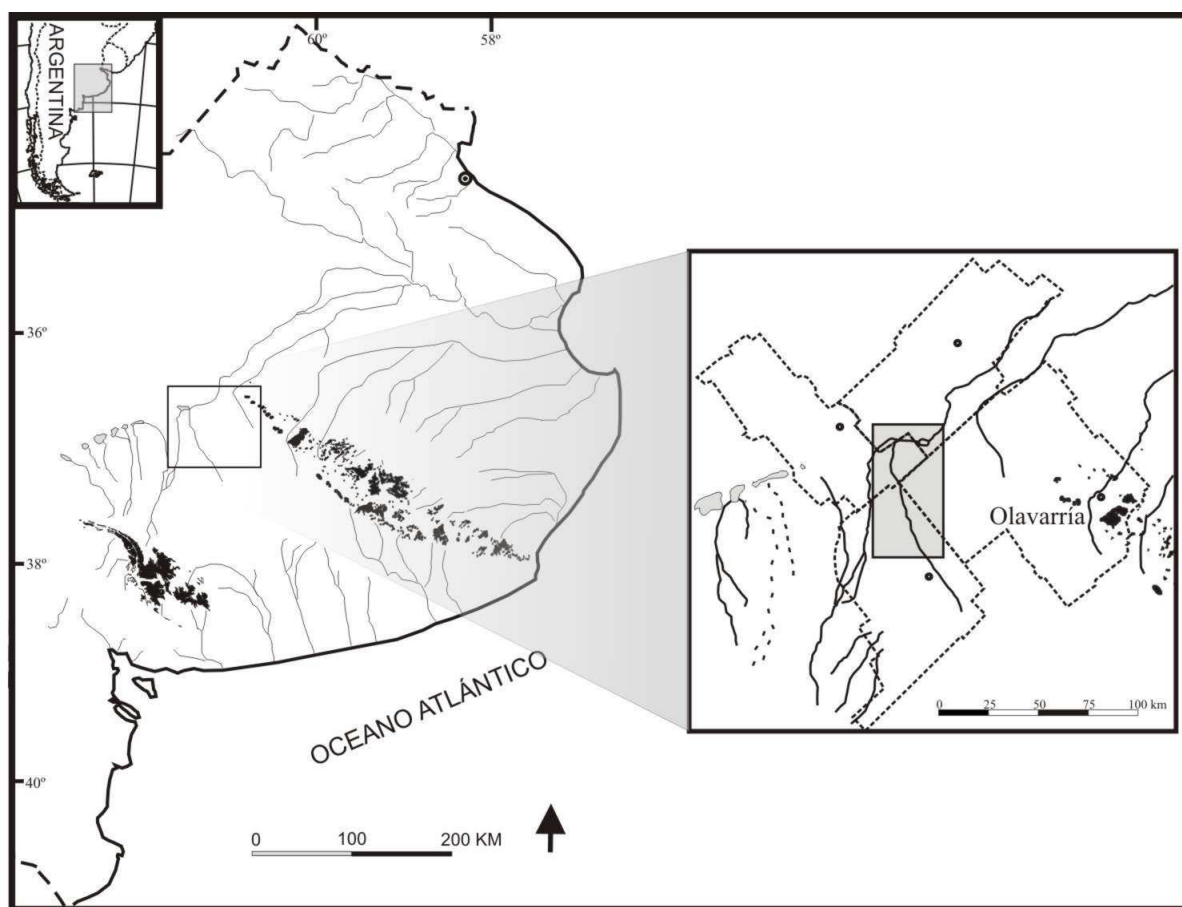 ARGENTINA
60º
58º
36º
38º
40º
OCEANO ATLÁNTICO
0 100 200 KM
Olavarría
0 25 50 75 100 km